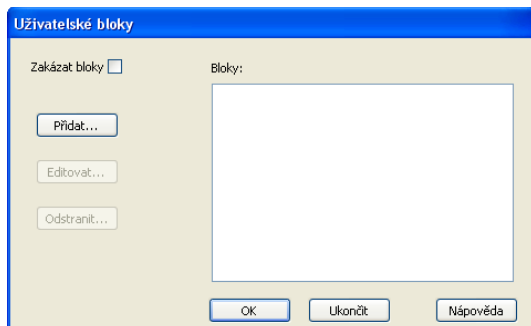 Uživatelské bloky
Zakázat bloky
Bloky:
Přidat...
Editovat...
Odstranit...
OK
Ukončit
Nápověda